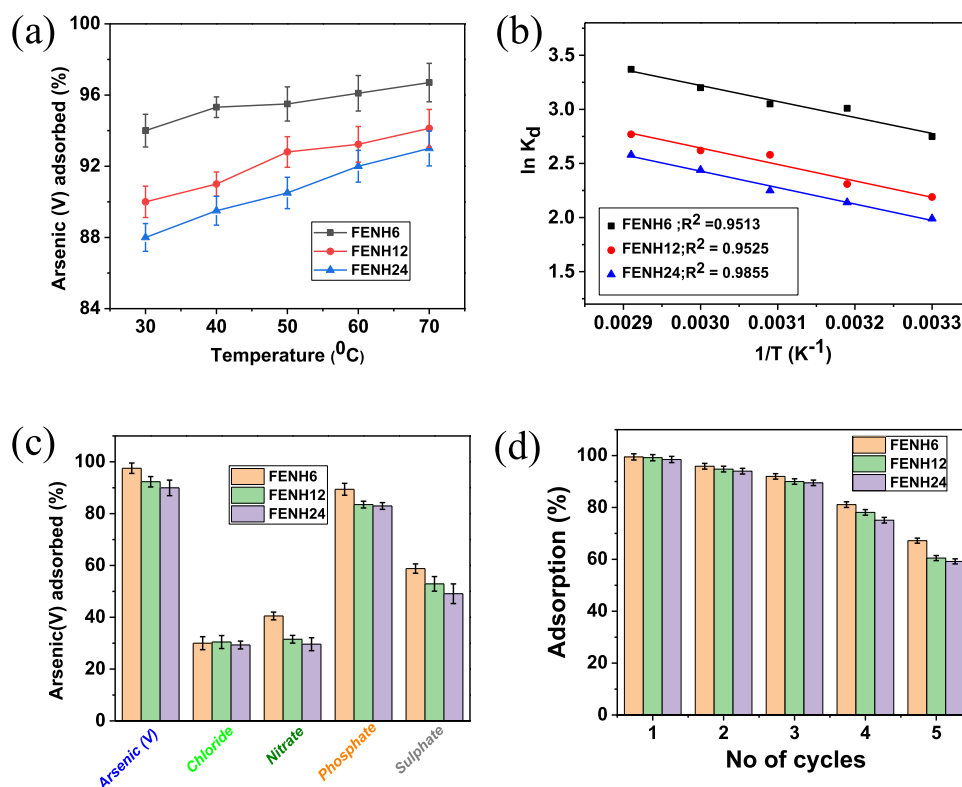 (a)
100
96
92
88
84
Arsenic (V) adsorbed (%)
FENH6
FENH12
FENH24
30 40 50 60 70
Temperature (⁰C)
(b)
3.5
3.0
2.5
2.0
1.5
ln K_d
FENH6 ;R² =0.9513
FENH12;R² = 0.9525
FENH24;R² = 0.9855
0.0029 0.0030 0.0031 0.0032 0.0033
1/T (K⁻¹)
(c)
100
80
60
40
20
0
Arsenic(V) adsorbed (%)
FENH6
FENH12
FENH24
Arsenic (V) Chloride Nitrate Phosphate Sulphate
(d)
100
80
60
40
20
0
Adsorption (%)
FENH6
FENH12
FENH24
1 2 3 4 5
No of cycles